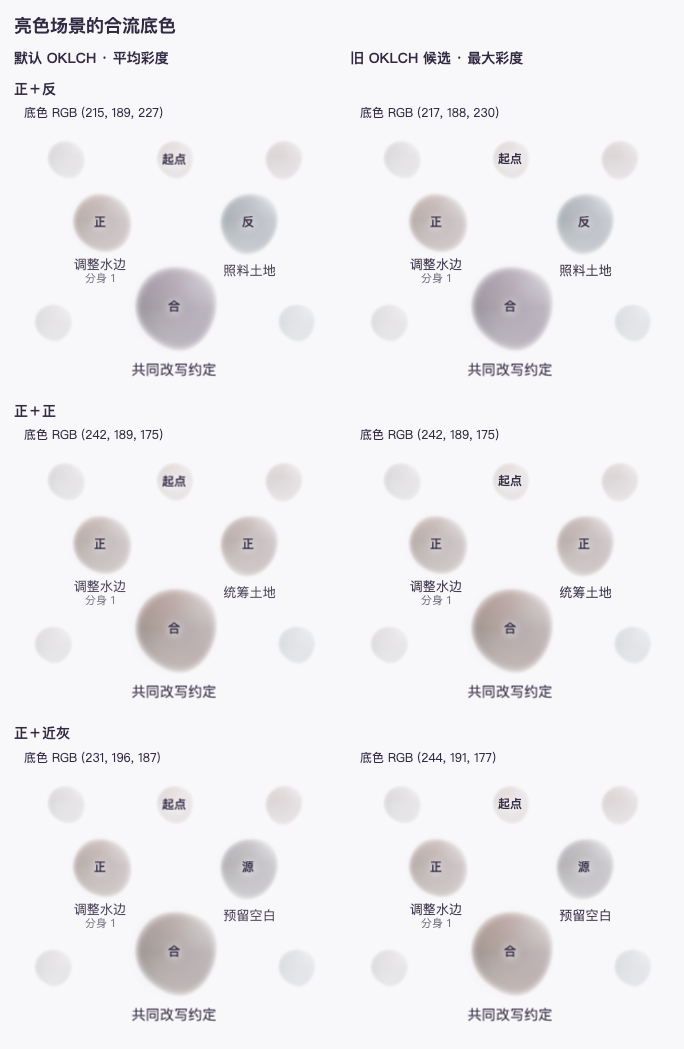 亮色场景的合流底色
默认 OKLCH · 平均彩度
旧 OKLCH 候选 · 最大彩度
正＋反
底色 RGB (215, 189, 227)
底色 RGB (217, 188, 230)
起点
起点
正
反
正
反
调整水边
分身 1
照料土地
调整水边
分身 1
照料土地
合
合
共同改写约定
共同改写约定
正＋正
底色 RGB (242, 189, 175)
底色 RGB (242, 189, 175)
起点
起点
正
正
正
正
调整水边
分身 1
统筹土地
调整水边
分身 1
统筹土地
合
合
共同改写约定
共同改写约定
正＋近灰
底色 RGB (231, 196, 187)
底色 RGB (244, 191, 177)
起点
起点
正
源
正
源
调整水边
分身 1
预留空白
调整水边
分身 1
预留空白
合
合
共同改写约定
共同改写约定